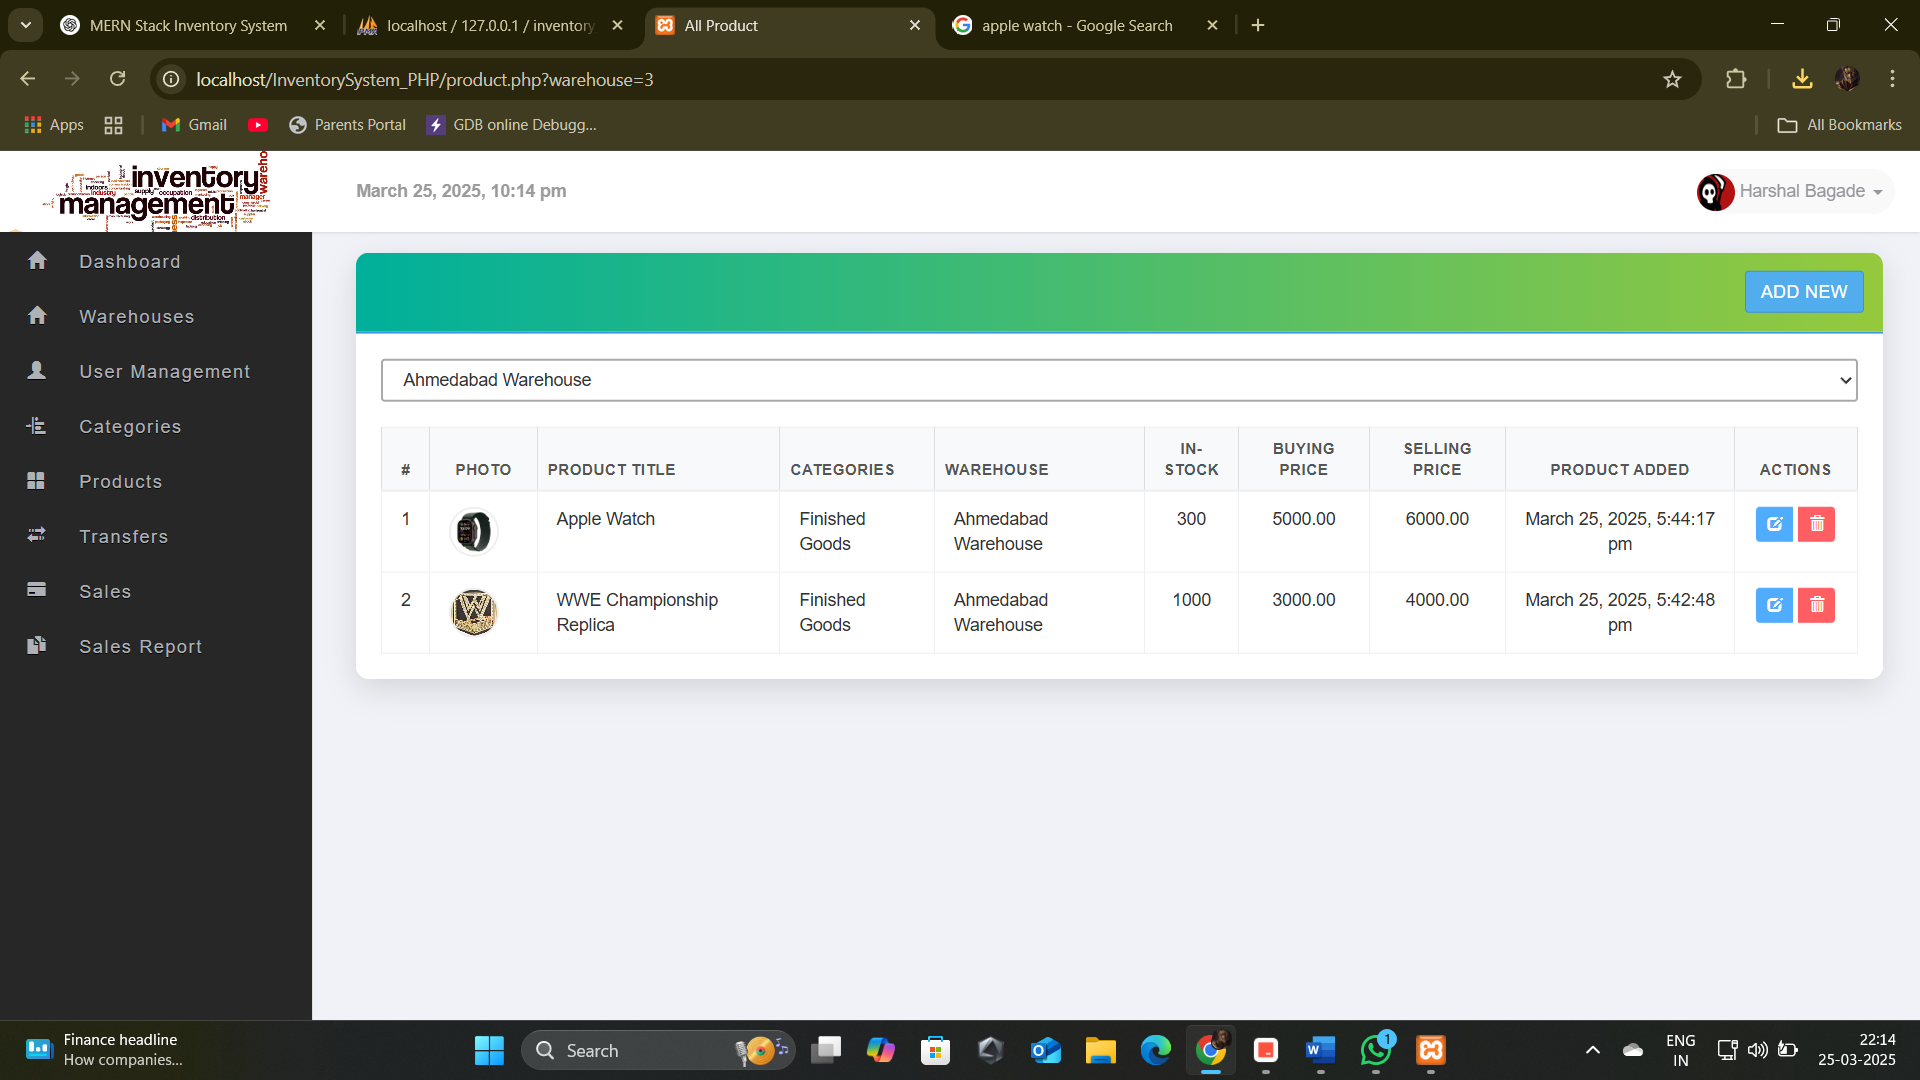 MERN Stack Inventory System
localhost / 127.0.0.1 / inventory
All Product
apple watch - Google Search
localhost/InventorySystem_PHP/product.php?warehouse=3
Apps
Gmail
Parents Portal
GDB online Debugg...
All Bookmarks
inventory
management
March 25, 2025, 10:14 pm
Harshal Bagade
Dashboard
Warehouses
User Management
Categories
Products
Transfers
Sales
Sales Report
ADD NEW
Ahmedabad Warehouse
# PHOTO PRODUCT TITLE CATEGORIES WAREHOUSE IN-STOCK BUYING PRICE SELLING PRICE PRODUCT ADDED ACTIONS
1 Apple Watch Finished Goods Ahmedabad Warehouse 300 5000.00 6000.00 March 25, 2025, 5:44:17 pm
2 WWE Championship Replica Finished Goods Ahmedabad Warehouse 1000 3000.00 4000.00 March 25, 2025, 5:42:48 pm
Finance headline
How companies...
Search
1
ENG
IN
22:14
25-03-2025